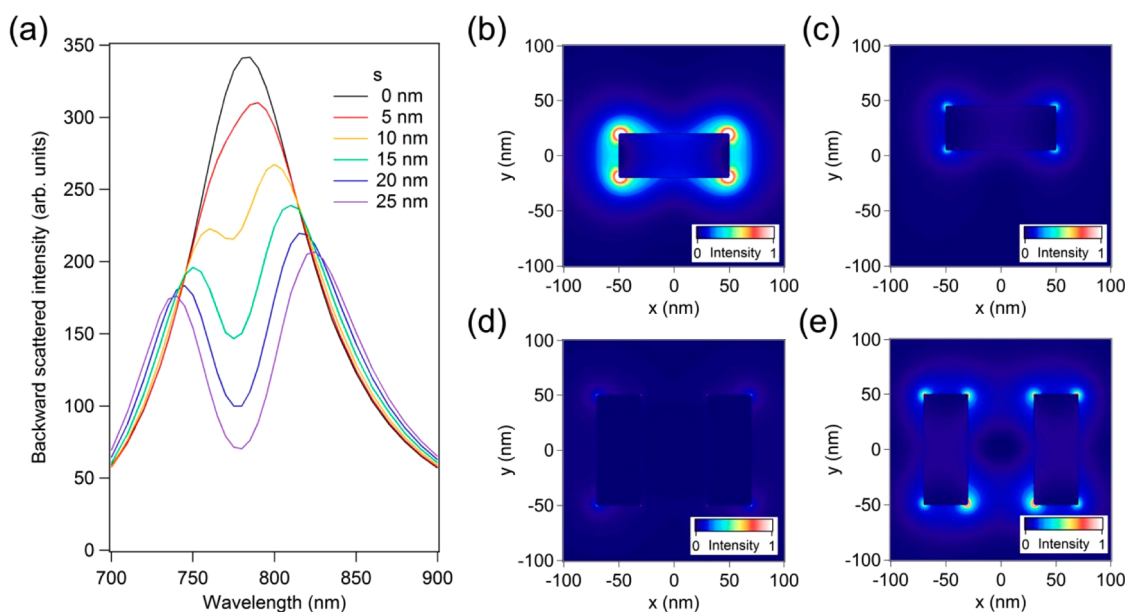 (a)
350
300
250
200
150
100
50
0
Backward scattered intensity (arb. units)
700 750 800 850 900
Wavelength (nm)
s
0 nm
5 nm
10 nm
15 nm
20 nm
25 nm
(b)
100
50
0
-50
-100
y (nm)
-100 -50 0 50 100
x (nm)
0 Intensity 1
(c)
100
50
0
-50
-100
y (nm)
-100 -50 0 50 100
x (nm)
0 Intensity 1
(d)
100
50
0
-50
-100
y (nm)
-100 -50 0 50 100
x (nm)
0 Intensity 1
(e)
100
50
0
-50
-100
y (nm)
-100 -50 0 50 100
x (nm)
0 Intensity 1